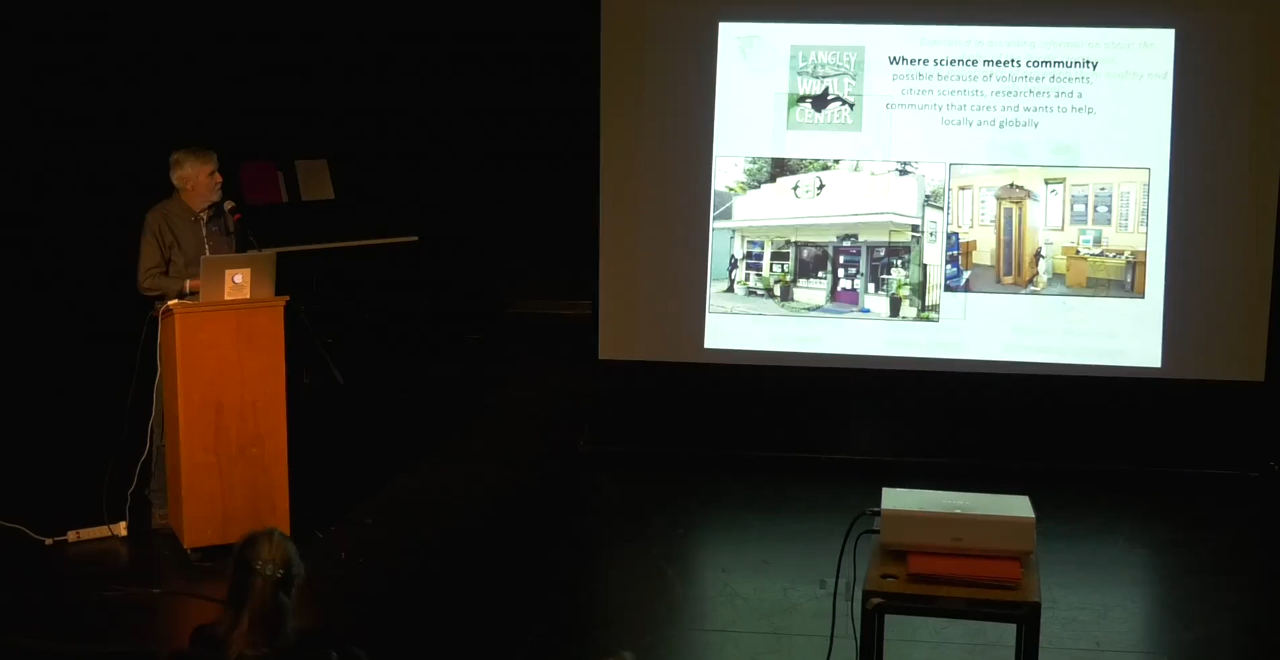 LANGLEY
WHALE
CENTER
Where science meets community
possible because of volunteer docents,
citizen scientists, researchers and a
community that cares and wants to help,
locally and globally